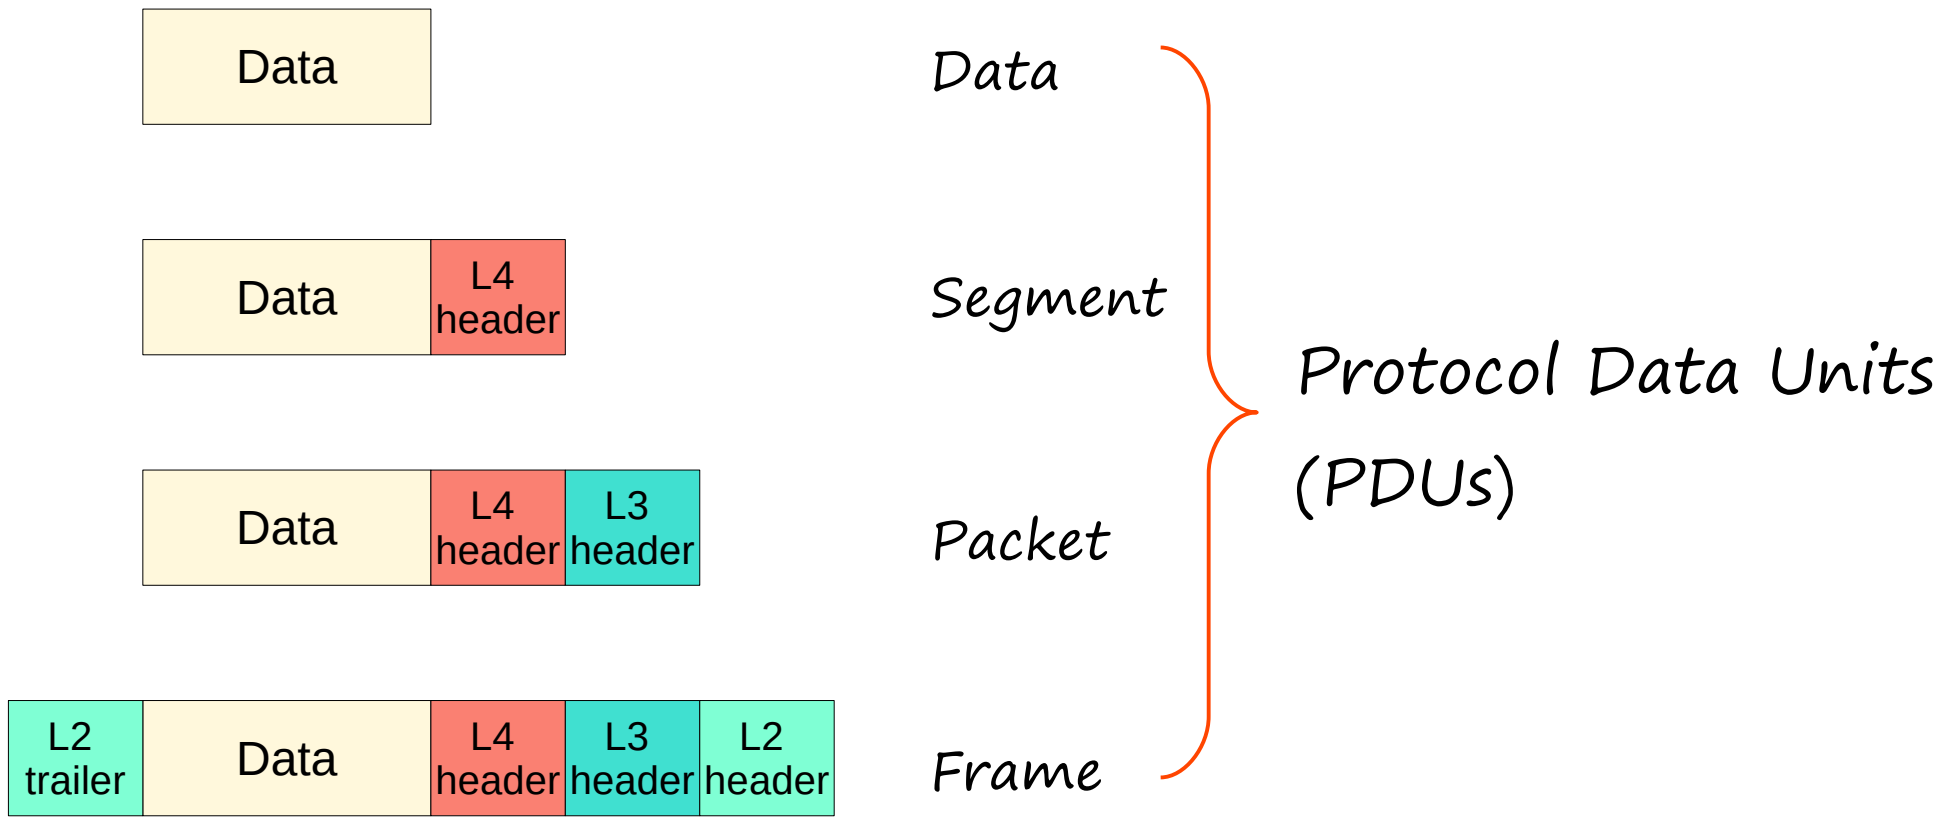 Data
Data
Data
L4
header
Segment
Protocol Data Units
(PDUs)
Data
L4
header
L3
header
Packet
L2
trailer
Data
L4
header
L3
header
L2
header
Frame